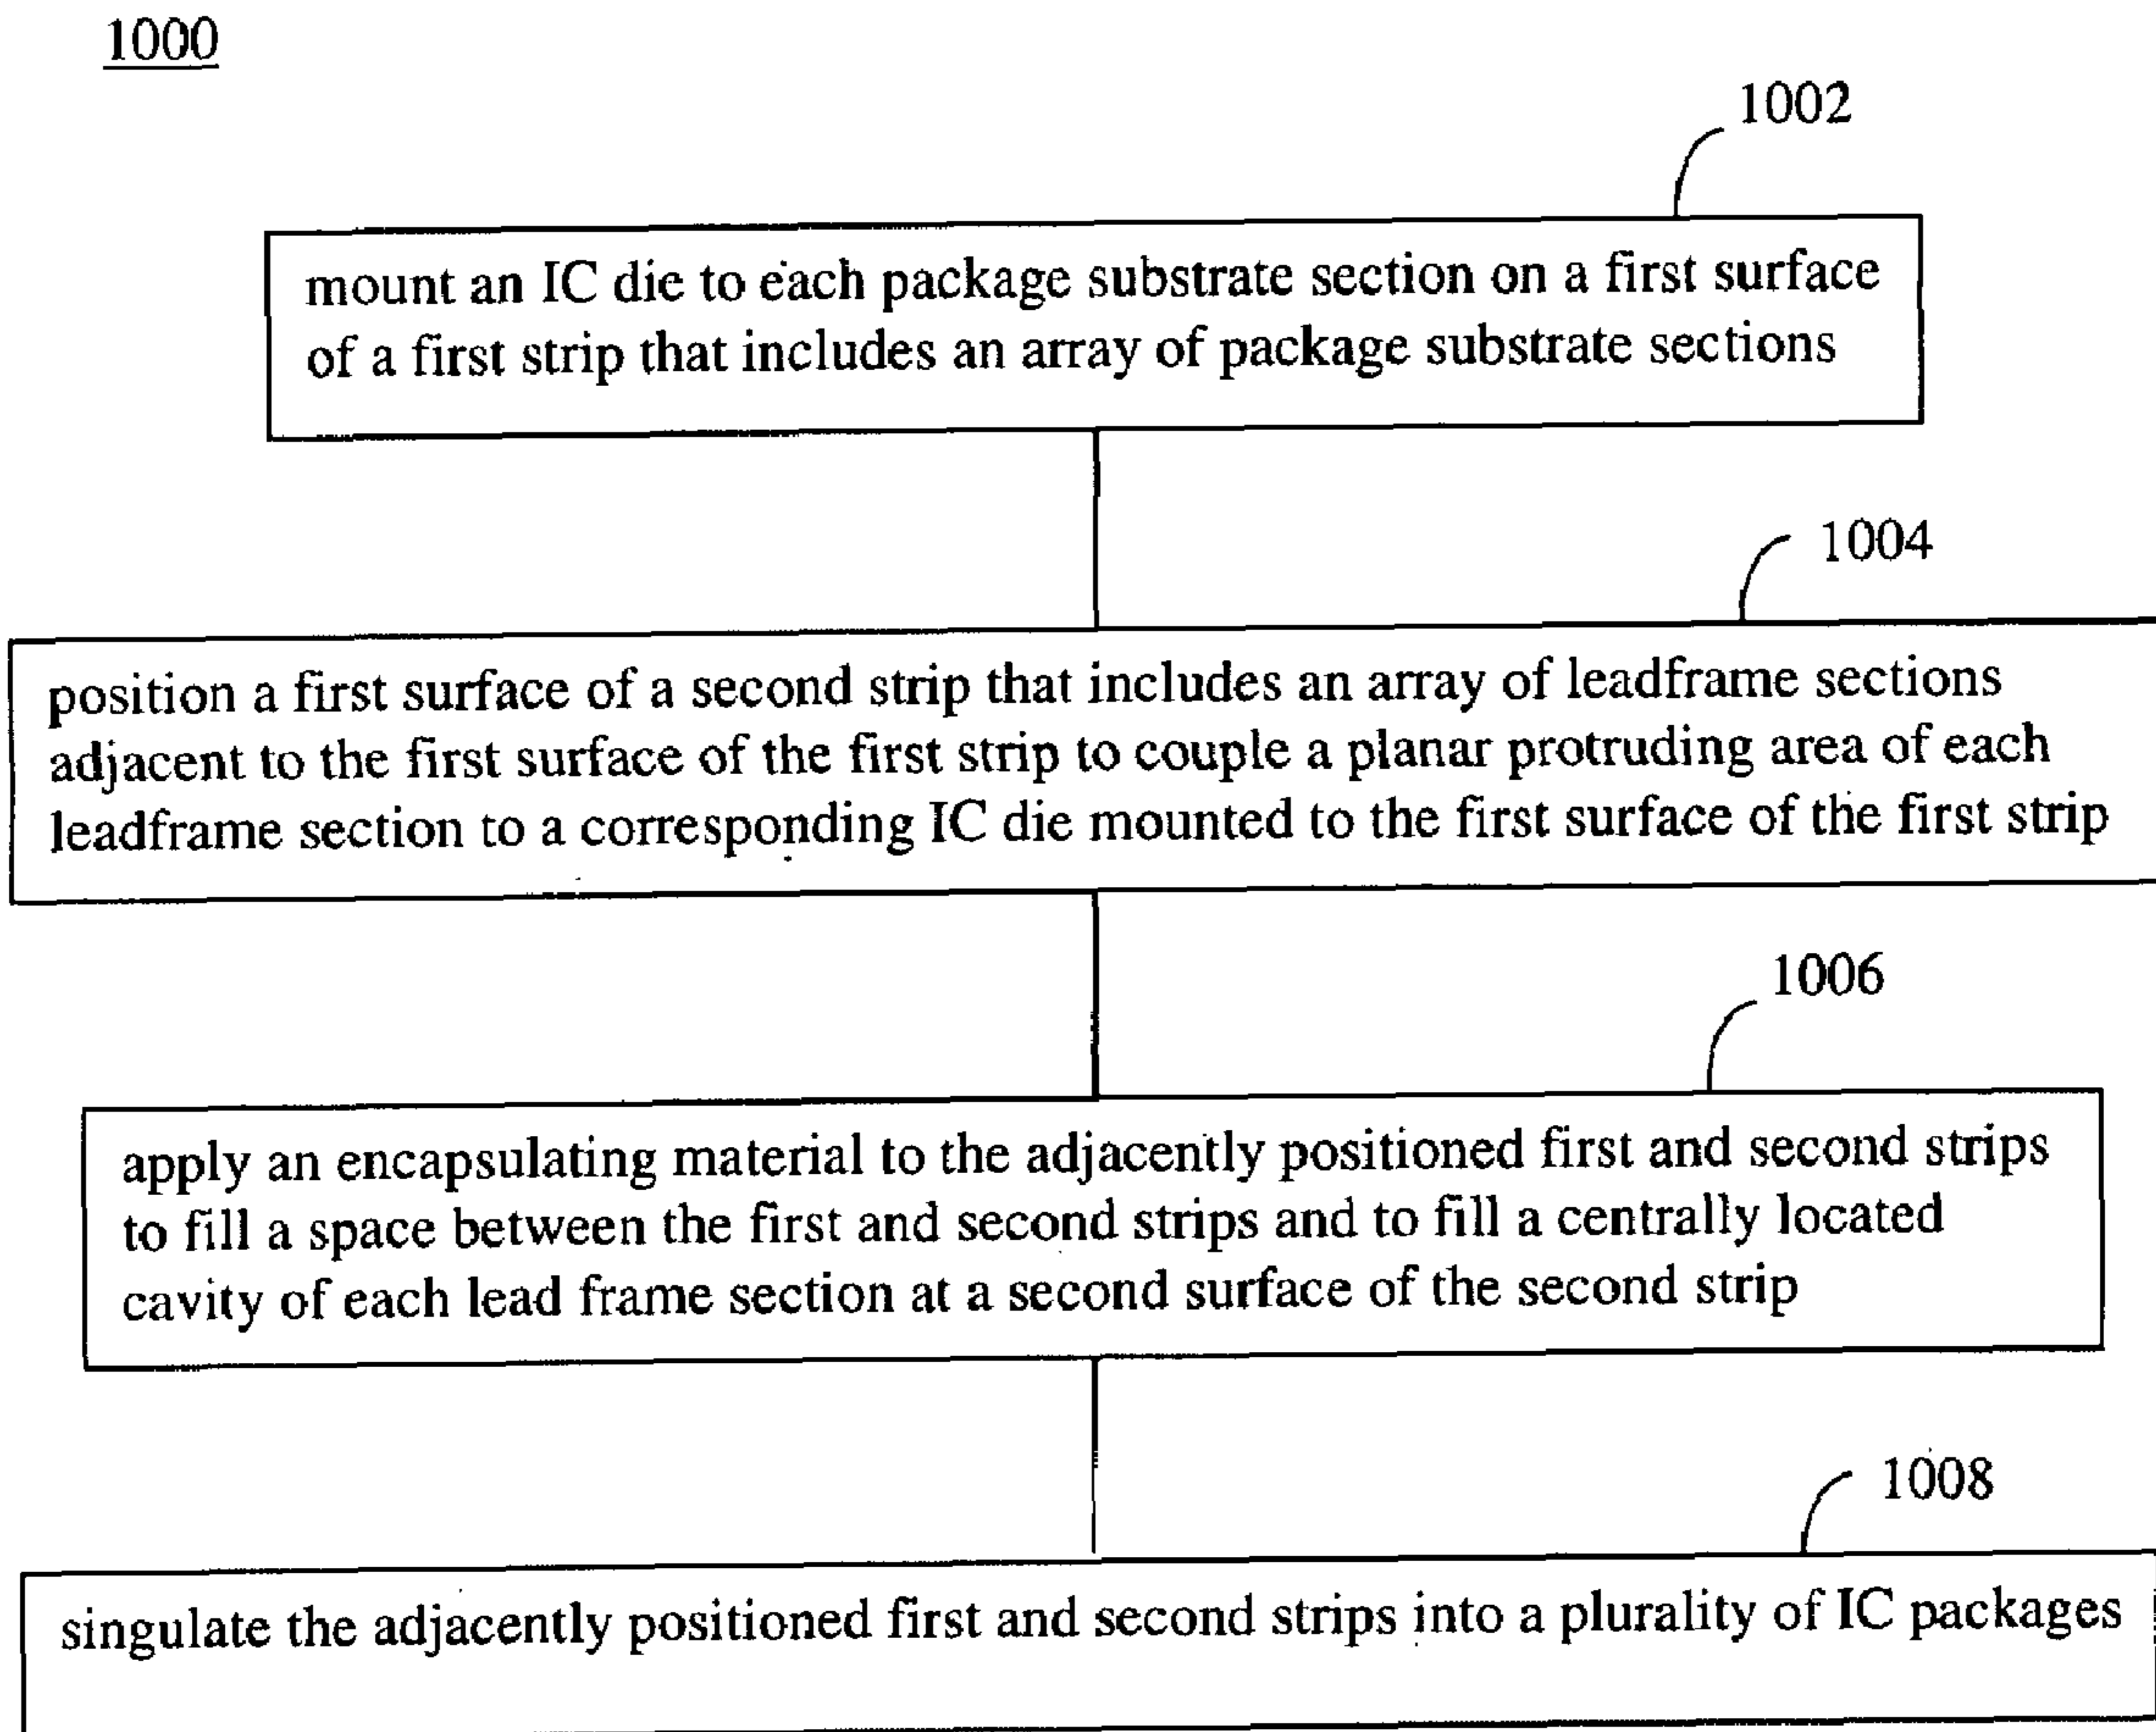 1000
1002
mount an IC die to each package substrate section on a first surface
of a first strip that includes an array of package substrate sections
1004
position a first surface of a second strip that includes an array of leadframe sections
adjacent to the first surface of the first strip to couple a planar protruding area of each
leadframe section to a corresponding IC die mounted to the first surface of the first strip
1006
apply an encapsulating material to the adjacently positioned first and second strips
to fill a space between the first and second strips and to fill a centrally located
cavity of each lead frame section at a second surface of the second strip
1008
singulate the adjacently positioned first and second strips into a plurality of IC packages